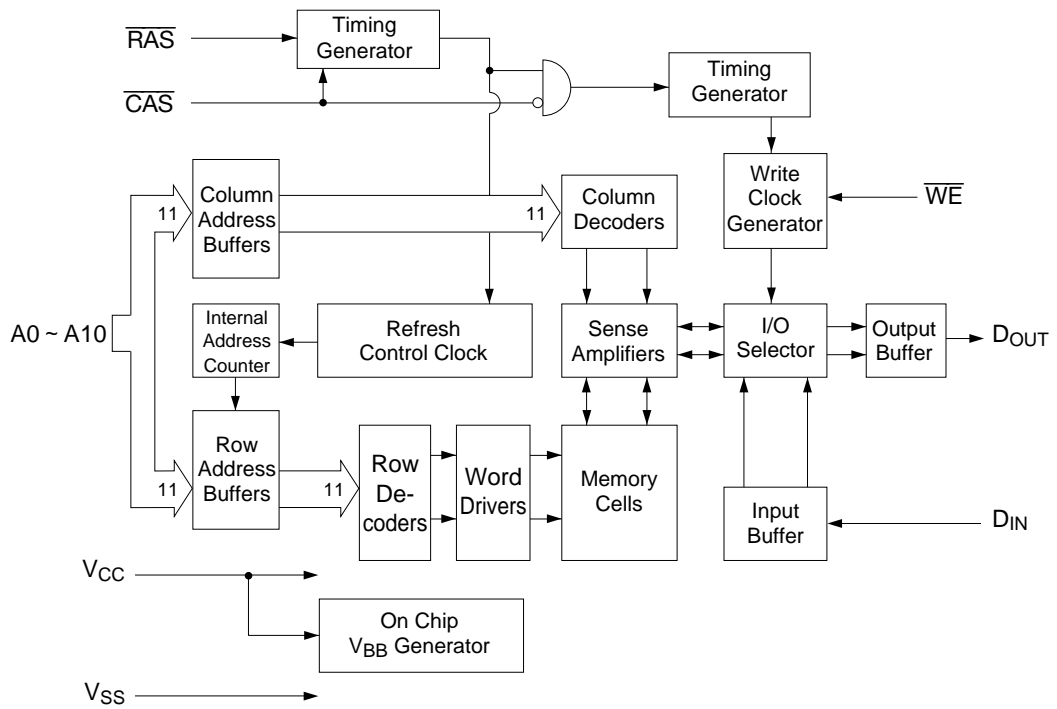 RAS
Timing
Generator
CAS
Timing
Generator
Column
Address
Buffers
11
11
Column
Decoders
Write
Clock
Generator
WE
A0 ~ A10
Internal
Address
Counter
Refresh
Control Clock
Sense
Amplifiers
I/O
Selector
Output
Buffer
DOUT
11
Row
Address
Buffers
11
Row
De-
coders
Word
Drivers
Memory
Cells
Input
Buffer
DIN
VCC
On Chip
VBB Generator
VSS